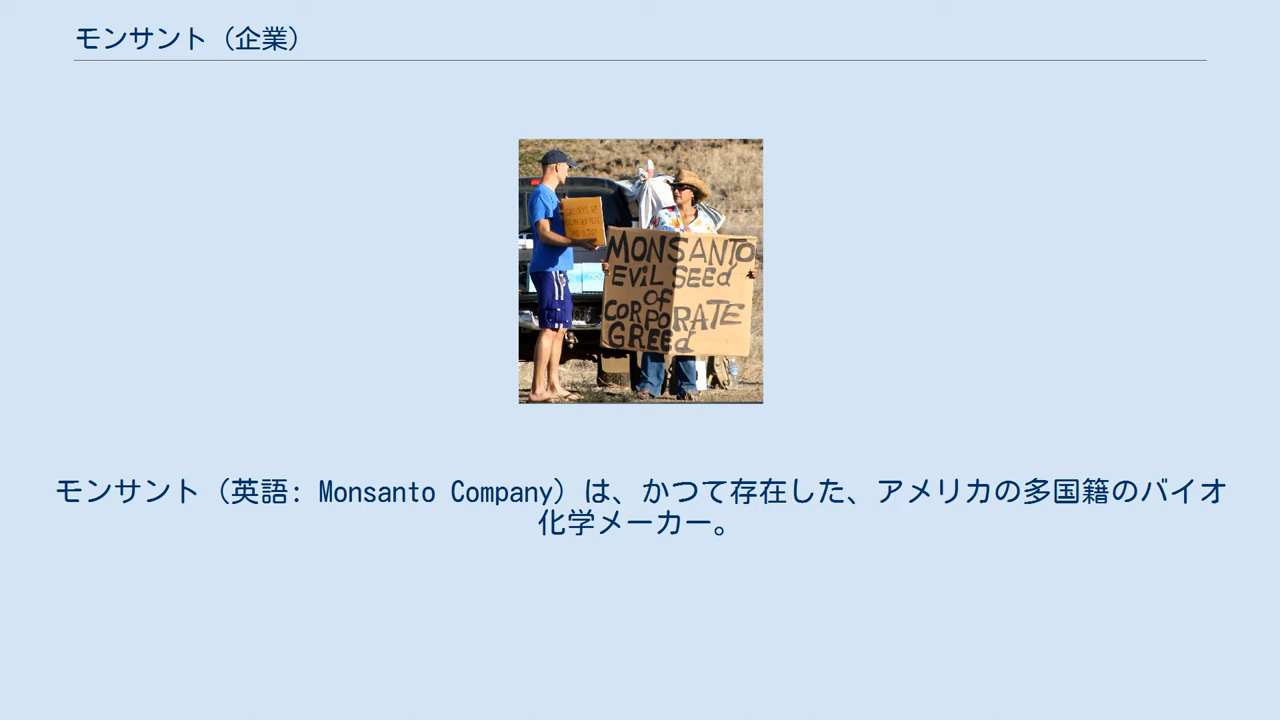 モンサント（企業）
MONSANTO
EVIL SEEd
of
CORPORATE
GREEd
モンサント（英語: Monsanto Company）は、かつて存在した、アメリカの多国籍のバイオ
化学メーカー。